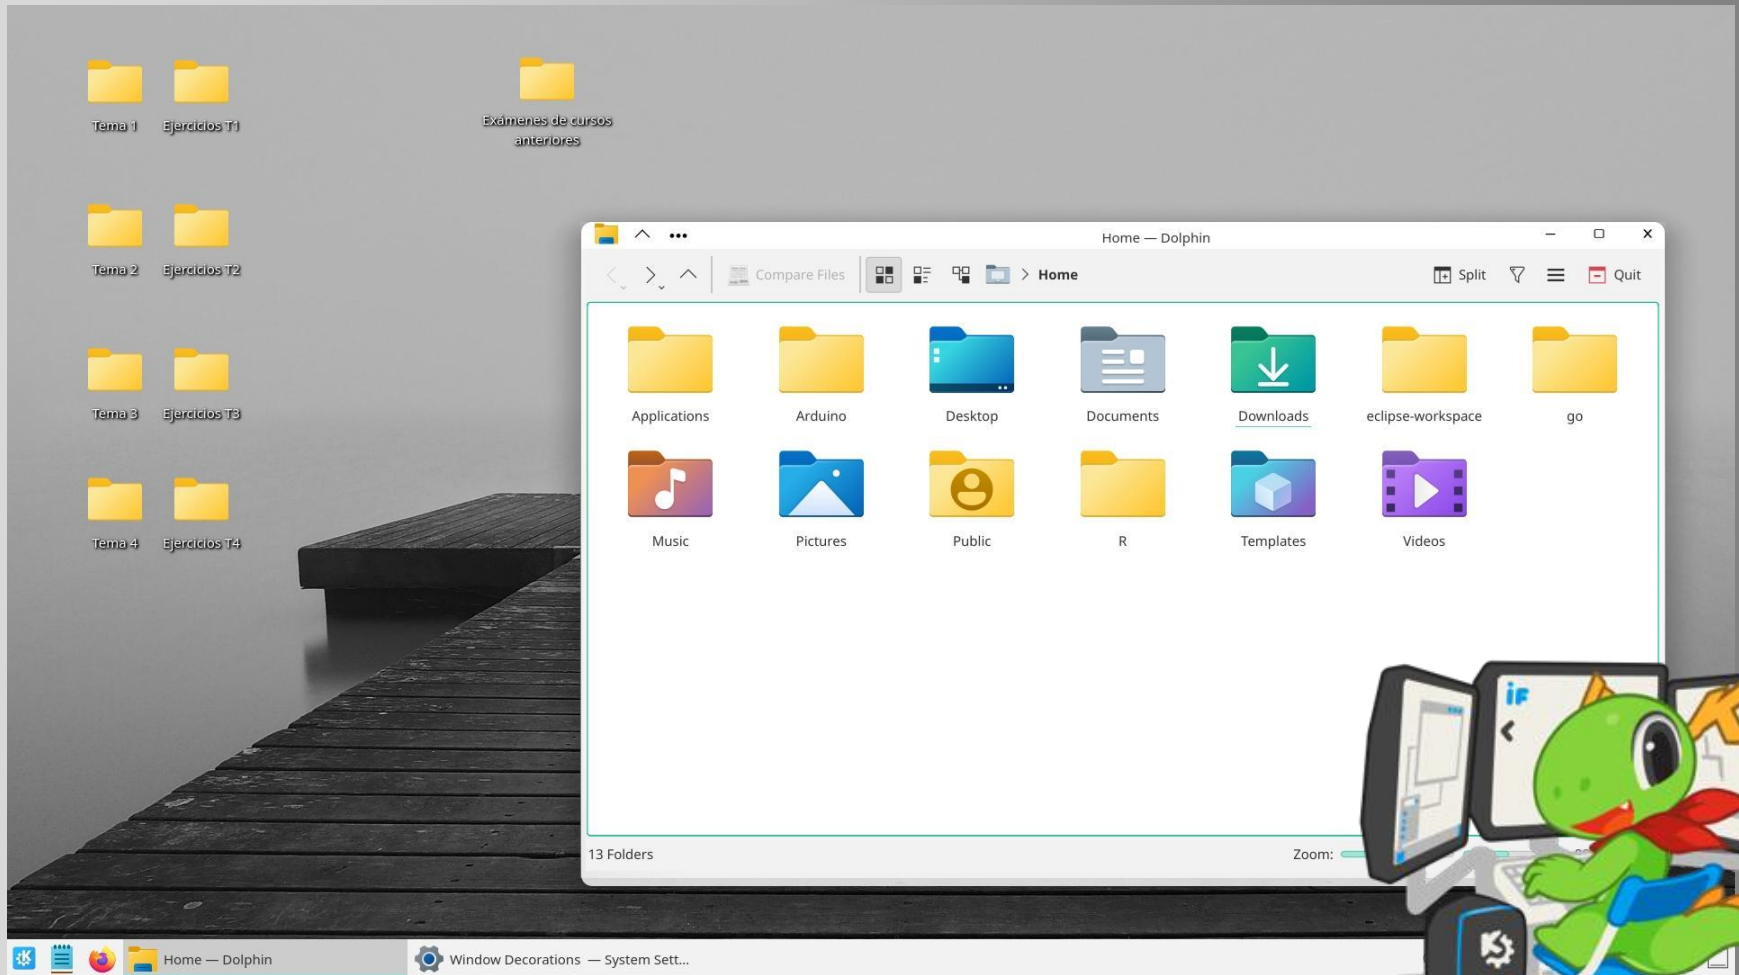 Tema 1
Ejercicios T1
Exámenes de cursos
anteriores
Tema 2
Ejercicios T2
Tema 3
Ejercicios T3
Tema 4
Ejercicios T4
Home — Dolphin
Compare Files
Home
Split
Quit
Applications
Arduino
Desktop
Documents
Downloads
eclipse-workspace
go
Music
Pictures
Public
R
Templates
Videos
iF
13 Folders
Zoom:
Home — Dolphin
Window Decorations — System Sett...